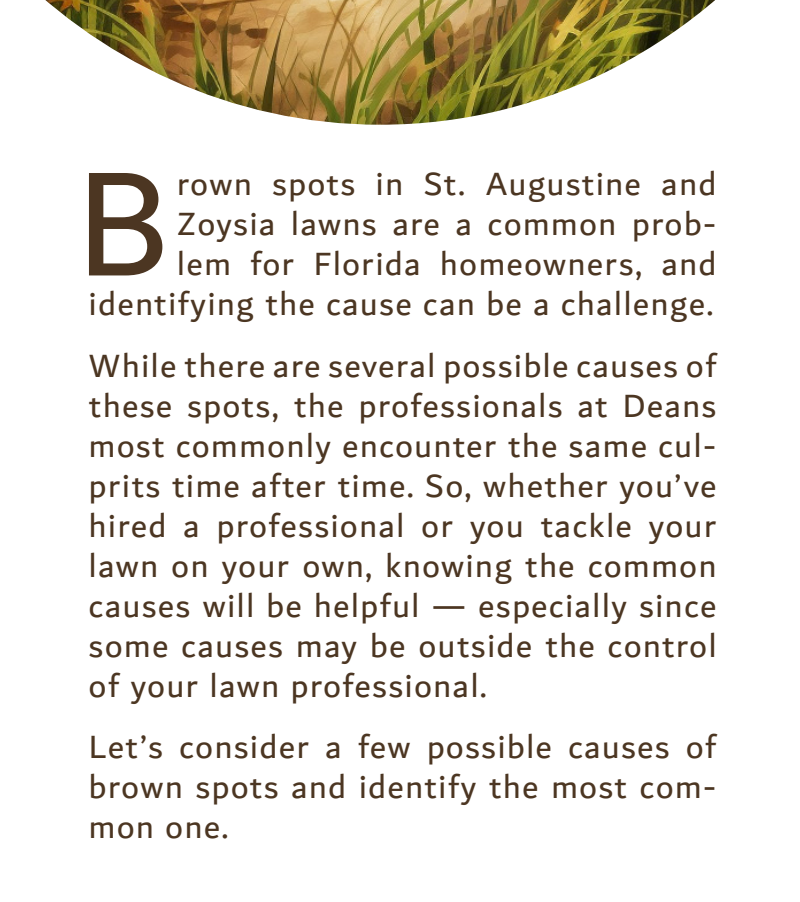 Brown spots in St. Augustine and
Zoysia lawns are a common prob-
lem for Florida homeowners, and
identifying the cause can be a challenge.
While there are several possible causes of
these spots, the professionals at Deans
most commonly encounter the same cul-
prits time after time. So, whether you’ve
hired a professional or you tackle your
lawn on your own, knowing the common
causes will be helpful — especially since
some causes may be outside the control
of your lawn professional.
Let’s consider a few possible causes of
brown spots and identify the most com-
mon one.